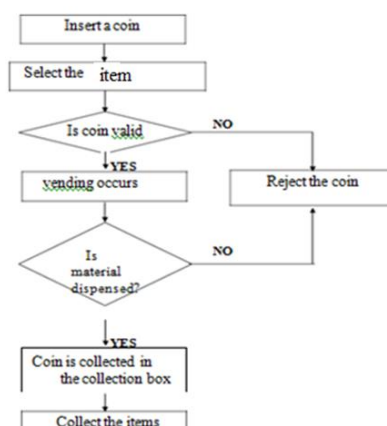 Insert a coin
Select the item
Is coin valid
NO
YES
vending occurs
Reject the coin
Is
material
dispensed?
NO
YES
Coin is collected in
the collection box
Collect the items